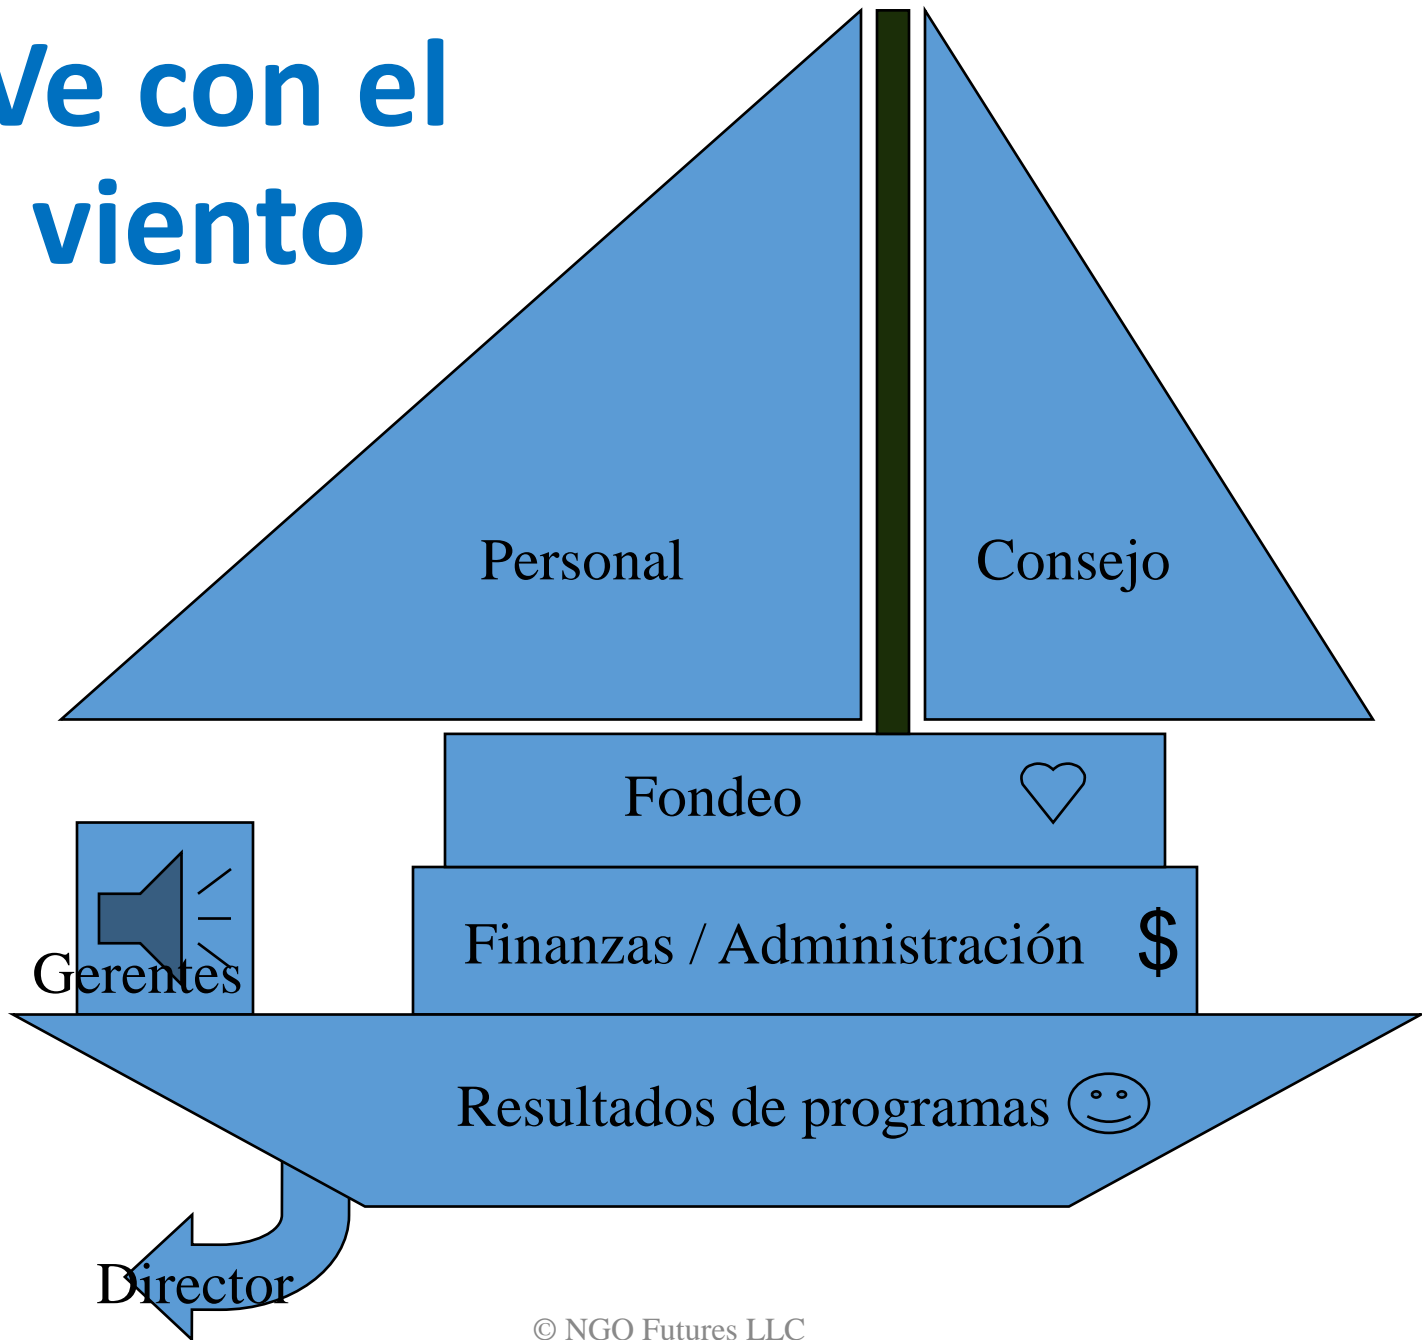 Ve con el
viento
Personal
Consejo
Fondeo
Finanzas / Administración $
Gerentes
Resultados de programas
Director
© NGO Futures LLC